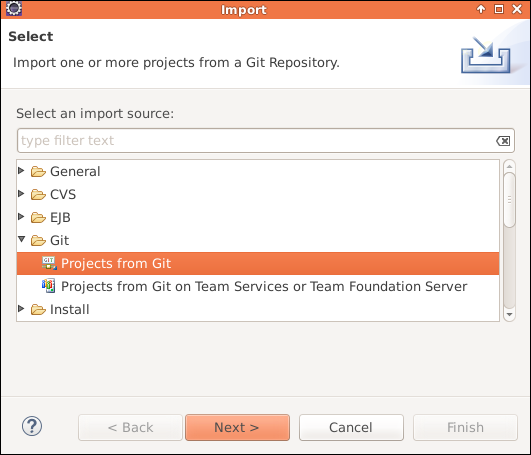 Import
Select
Import one or more projects from a Git Repository.
Select an import source:
type filter text
General
CVS
EJB
Git
GIT Projects from Git
Projects from Git on Team Services or Team Foundation Server
Install
? < Back Next > Cancel Finish